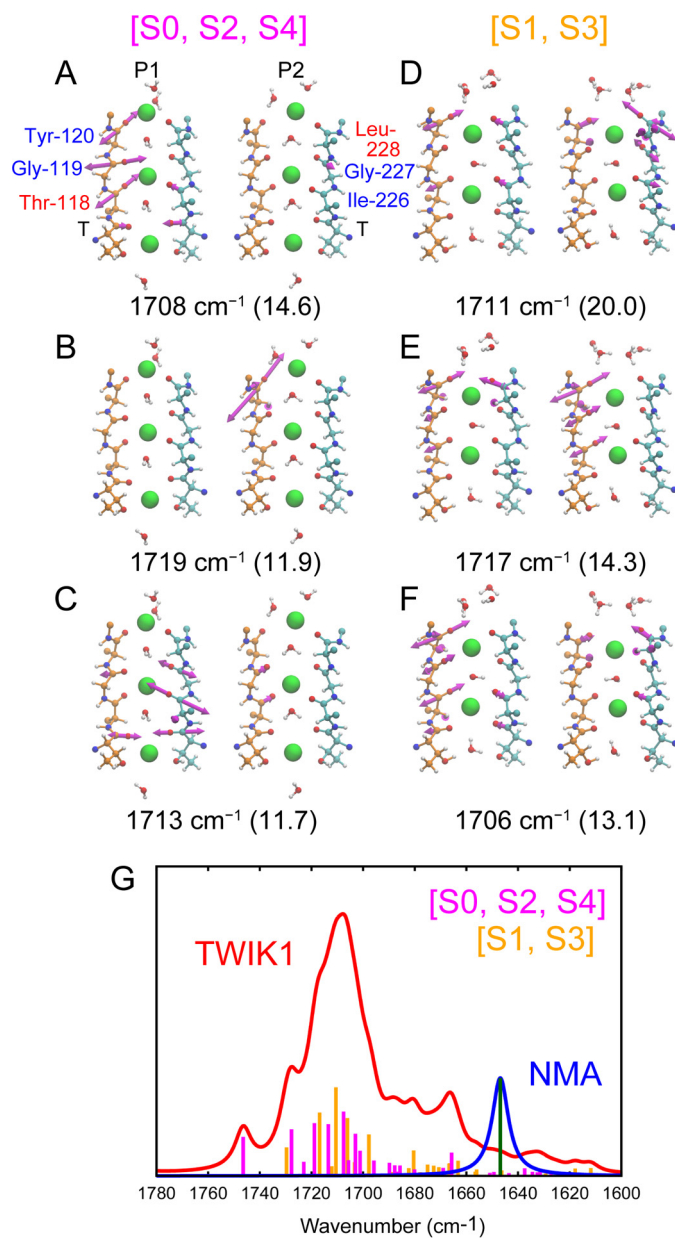 [S0, S2, S4]
[S1, S3]
A
P1
P2
D
Tyr-120
Gly-119
Thr-118
T
Leu-
228
Gly-227
Ile-226
T
1708 cm⁻¹ (14.6)
1711 cm⁻¹ (20.0)
B
E
1719 cm⁻¹ (11.9)
1717 cm⁻¹ (14.3)
C
F
1713 cm⁻¹ (11.7)
1706 cm⁻¹ (13.1)
G
[S0, S2, S4]
[S1, S3]
TWIK1
NMA
1780 1760 1740 1720 1700 1680 1660 1640 1620 1600
Wavenumber (cm⁻¹)